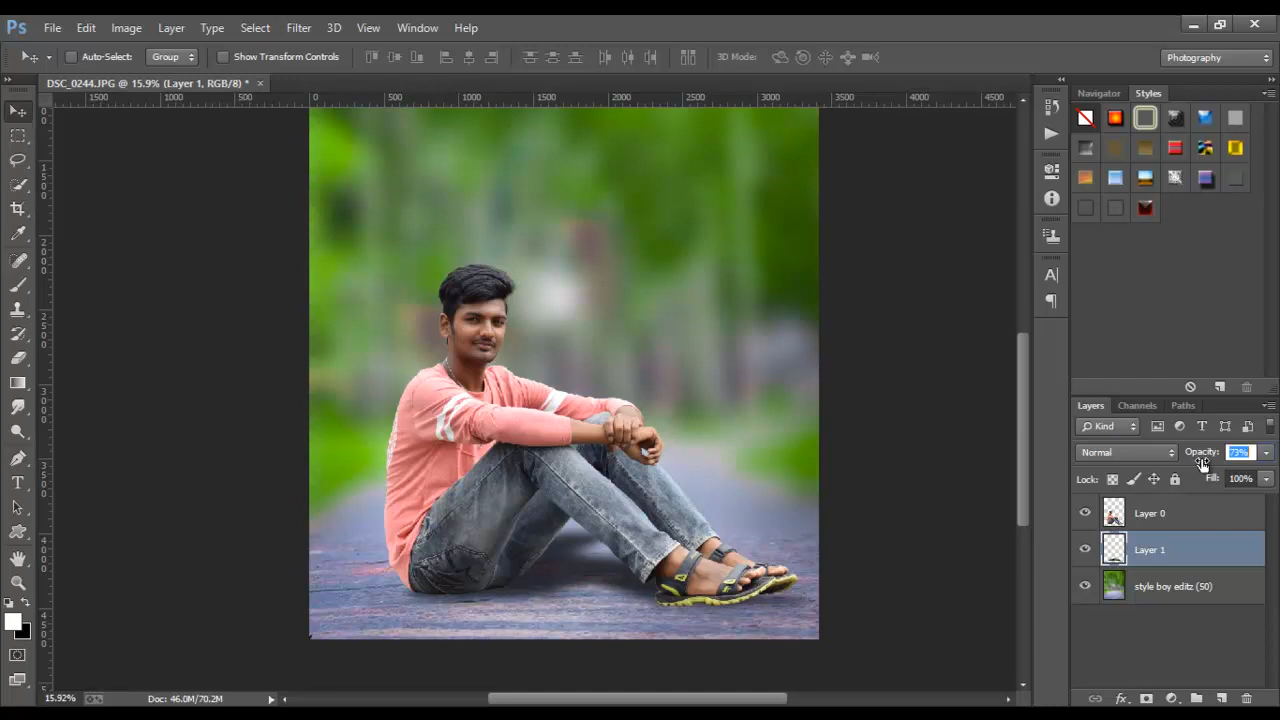 Ps File Edit Image Layer Type Select Filter 3D View Window Help
Auto-Select: Group Show Transform Controls 3D Mode: Photography
DSC_0244.JPG @ 15.9% (Layer 1, RGB/8) * ×
1500 1000 500 0 500 1000 1500 2000 2500 3000 3500 4000 4500
Navigator Styles
Layers Channels Paths
Kind
Normal Opacity: 73%
Lock: Fill: 100%
Layer 0
Layer 1
style boy editz (50)
15.92% Doc: 46.0M/70.2M